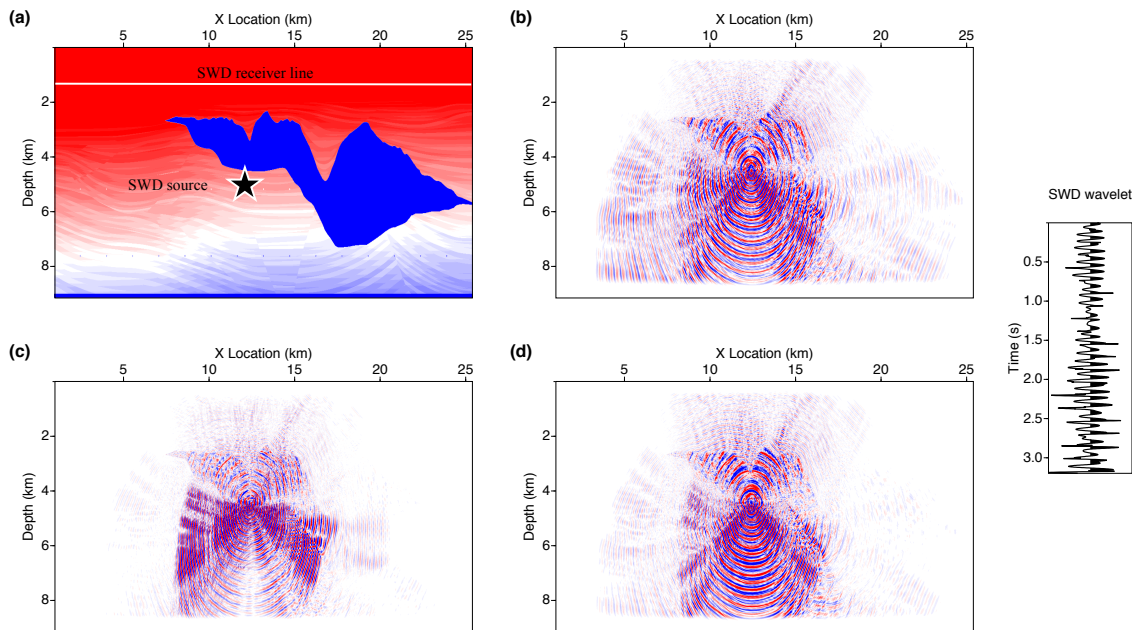 (a)
X Location (km)
5 10 15 20 25
SWD receiver line
SWD source
Depth (km)
2
4
6
8
(b)
X Location (km)
5 10 15 20 25
Depth (km)
2
4
6
8
SWD wavelet
Time (s)
0.5
1.0
1.5
2.0
2.5
3.0
(c)
X Location (km)
5 10 15 20 25
Depth (km)
2
4
6
8
(d)
X Location (km)
5 10 15 20 25
Depth (km)
2
4
6
8